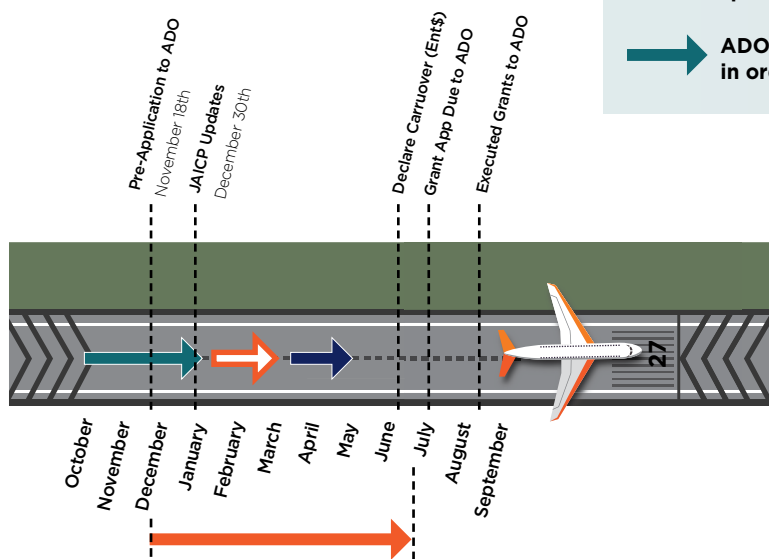 ADO
in or
Pre-Application to ADO
November 18th
JAICP Updates
December 30th
Declare Carruover (Ent$)
Grant App Due to ADO
Executed Grants to ADO
27
October
November
December
January
February
March
April
May
June
July
August
September